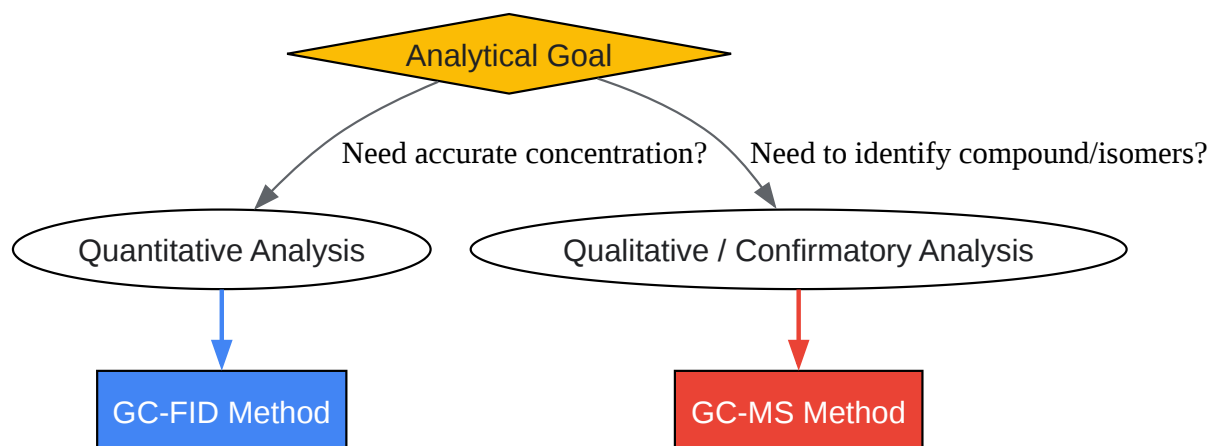 Analytical Goal
Need accurate concentration?
Need to identify compound/isomers?
Quantitative Analysis
Qualitative / Confirmatory Analysis
GC-FID Method
GC-MS Method